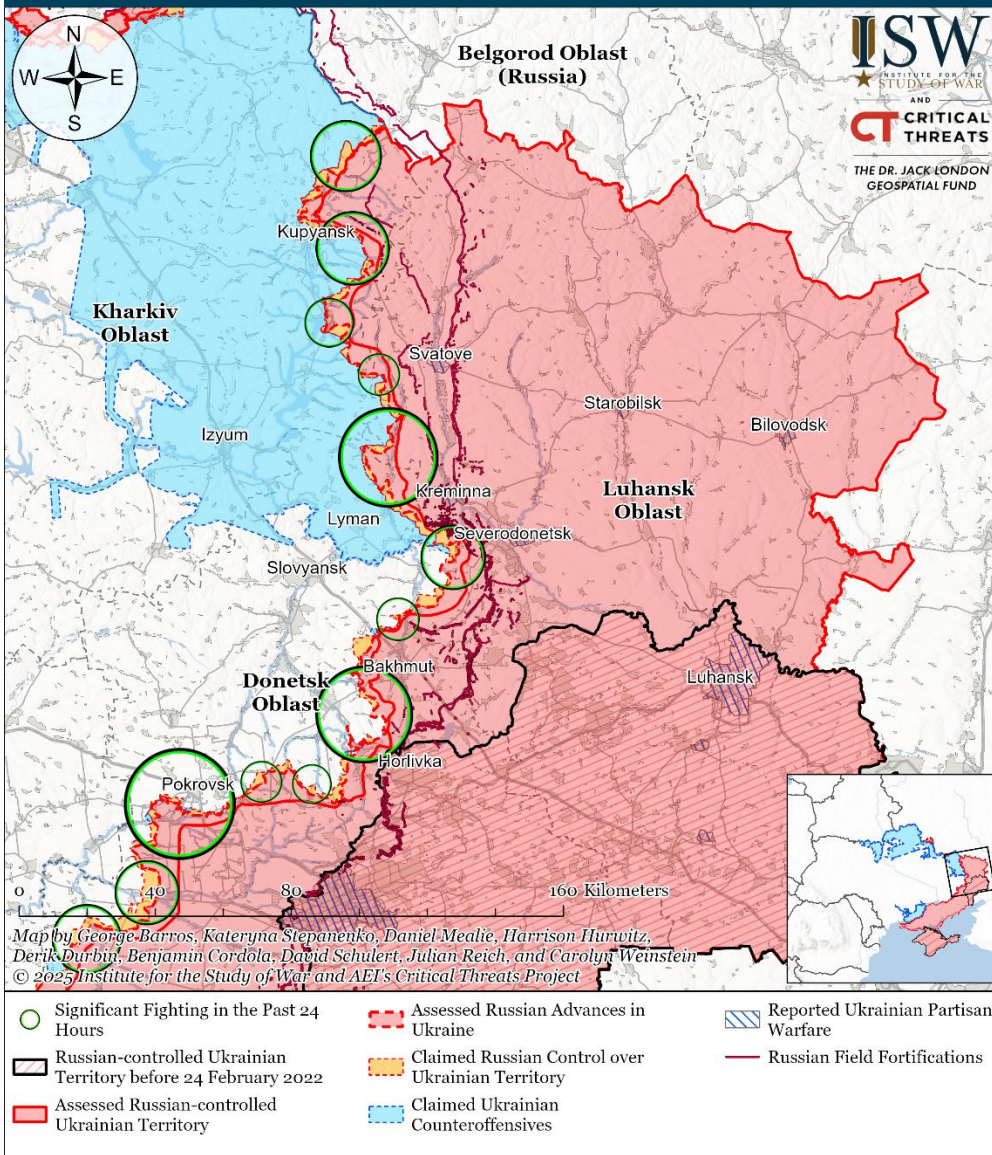 N
W
E
S
Belgorod Oblast
(Russia)
ISW
INSTITUTE FOR THE
STUDY OF WAR
AND
CT CRITICAL
THREATS
THE DR. JACK LONDON
GEOSPATIAL FUND
Kupyansk
Kharkiv
Oblast
Svatove
Starobilsk
Bilovodsk
Izyum
Kreminna
Luhansk
Oblast
Lyman
Severodonetsk
Slovyansk
Bakhmut
Luhansk
Donetsk
Oblast
Horlivka
Pokrovsk
0 40 80 160 Kilometers
Map by George Barros, Kateryna Stepanenko, Daniel Mealie, Harrison Hurwitz,
Derik Durbin, Benjamin Cordola, David Schulert, Julian Reich, and Carolyn Weinstein
© 2025 Institute for the Study of War and AEI's Critical Threats Project
Significant Fighting in the Past 24
Hours
Russian-controlled Ukrainian
Territory before 24 February 2022
Assessed Russian-controlled
Ukrainian Territory
Assessed Russian Advances in
Ukraine
Claimed Russian Control over
Ukrainian Territory
Claimed Ukrainian
Counteroffensives
Reported Ukrainian Partisan
Warfare
Russian Field Fortifications